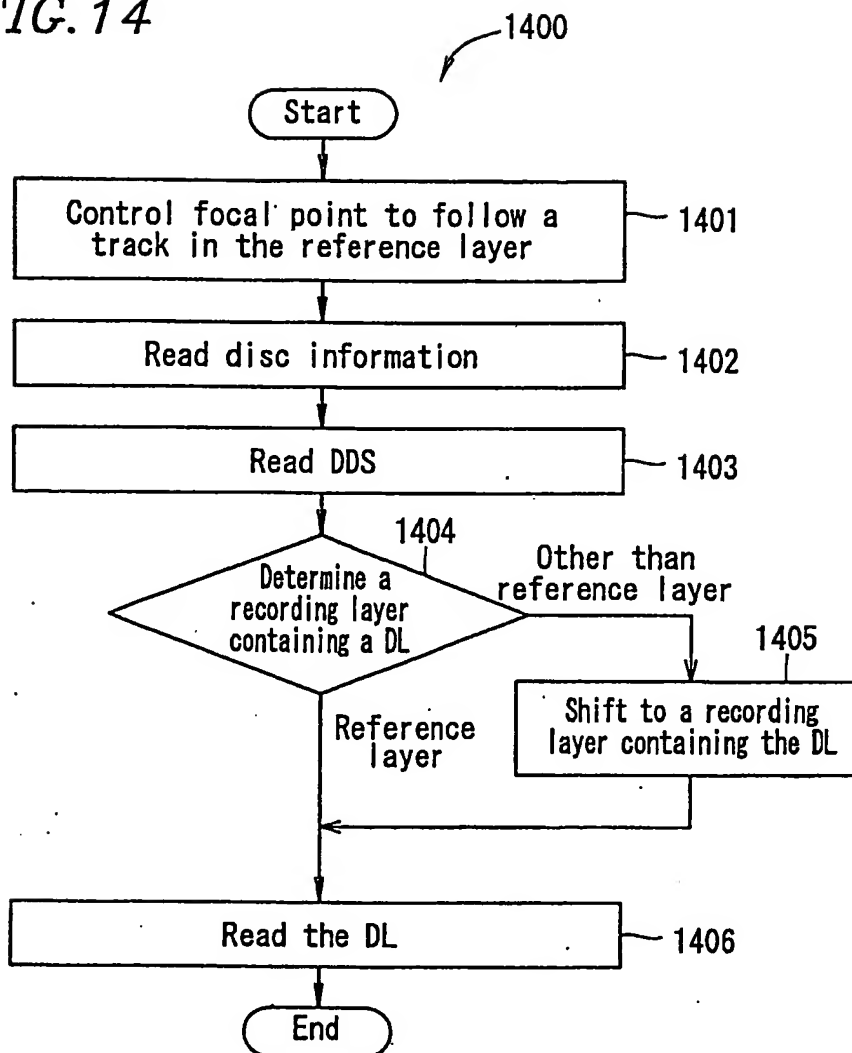 FIG. 14
1400
Start
Control focal point to follow a
track in the reference layer
1401
Read disc information
1402
Read DDS
1403
1404
Determine a
recording layer
containing a DL
Other than
reference layer
1405
Shift to a recording
layer containing the DL
Reference
layer
Read the DL
1406
End